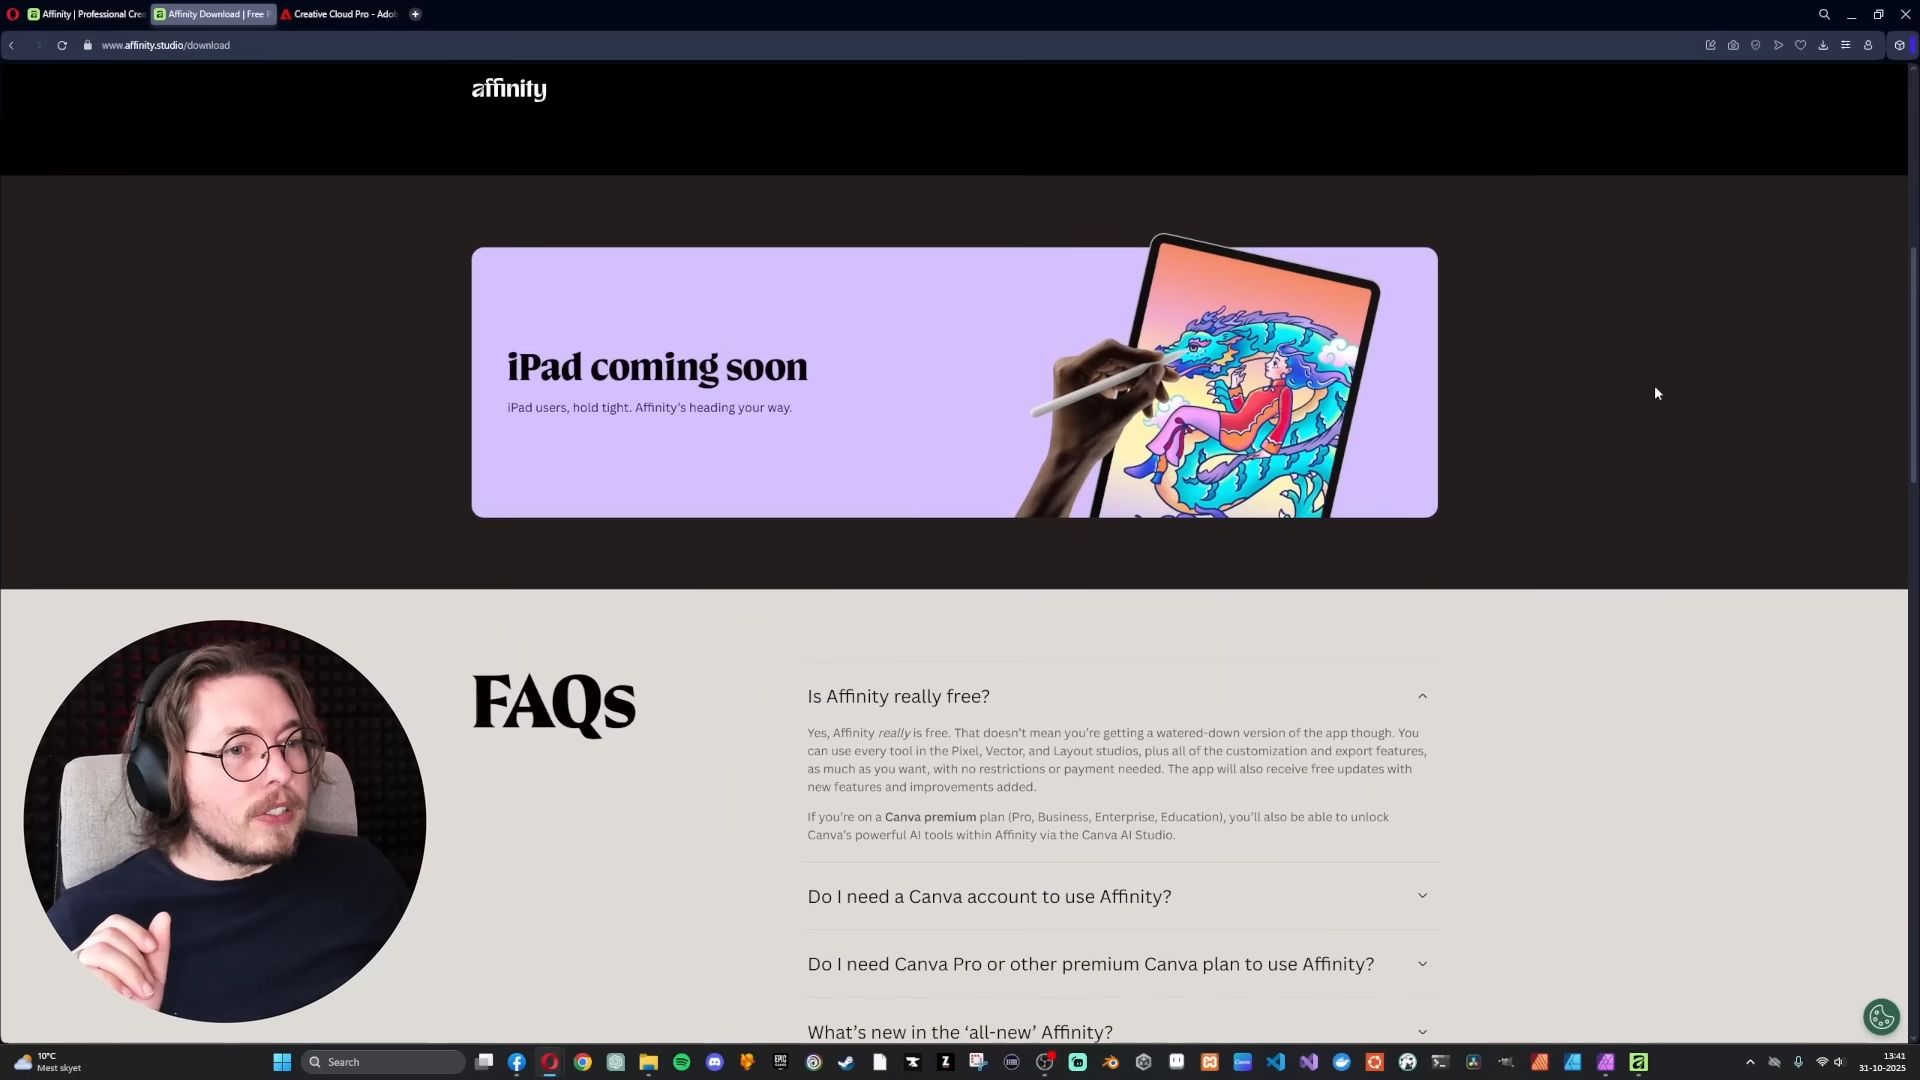 Affinity | Professional Crea
Affinity Download | Free P
Creative Cloud Pro - Adob
www.affinity.studio/download
affinity
iPad coming soon
iPad users, hold tight. Affinity's heading your way.
FAQs
Is Affinity really free?
Yes, Affinity really is free. That doesn't mean you're getting a watered-down version of the app though. You
can use every tool in the Pixel, Vector, and Layout studios, plus all of the customization and export features,
as much as you want, with no restrictions or payment needed. The app will also receive free updates with
new features and improvements added.
If you're on a Canva premium plan (Pro, Business, Enterprise, Education), you'll also be able to unlock
Canva's powerful AI tools within Affinity via the Canva AI Studio.
Do I need a Canva account to use Affinity?
Do I need Canva Pro or other premium Canva plan to use Affinity?
What's new in the 'all-new' Affinity?
10°C
Mest skyet
Search
13:41
31-10-2025